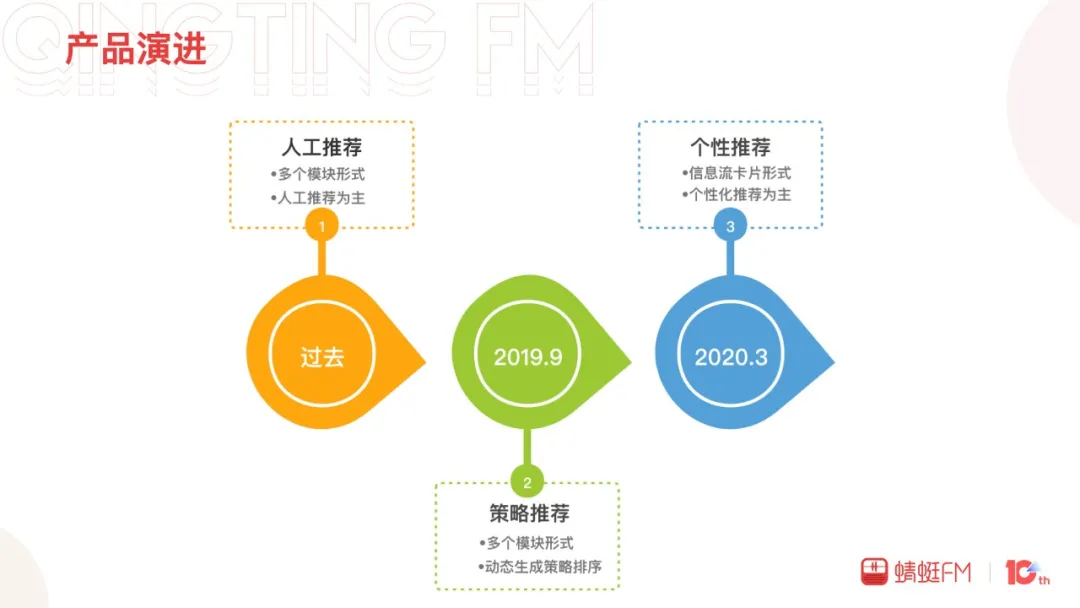 QINGTING FM
产品演进
人工推荐
•多个模块形式
•人工推荐为主
1
过去
2019.9
2
策略推荐
•多个模块形式
•动态生成策略排序
个性推荐
•信息流卡片形式
•个性化推荐为主
3
2020.3
蜻蜓FM
10th